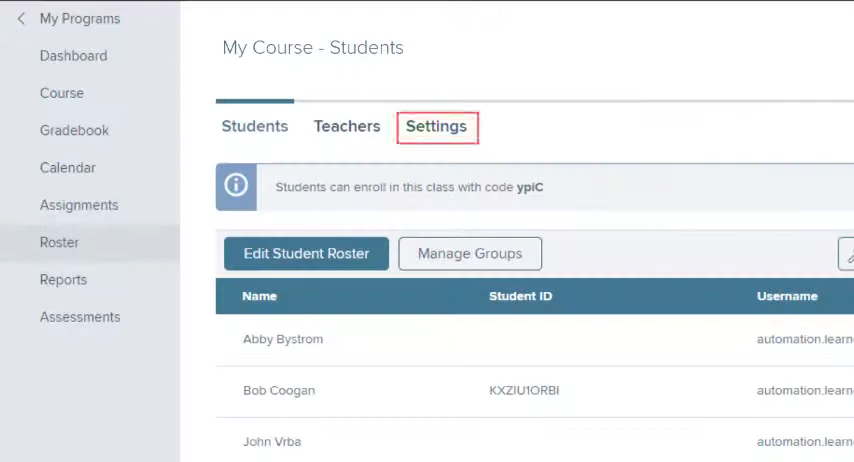 My Programs
Dashboard
Course
Gradebook
Calendar
Assignments
Roster
Reports
Assessments
My Course - Students
Students Teachers Settings
Students can enroll in this class with code ypiC
Edit Student Roster Manage Groups
Name Student ID Username
Abby Bystrom automation.learn
Bob Coogan KXZIU1ORBI automation.learn
John Vrba automation.learn